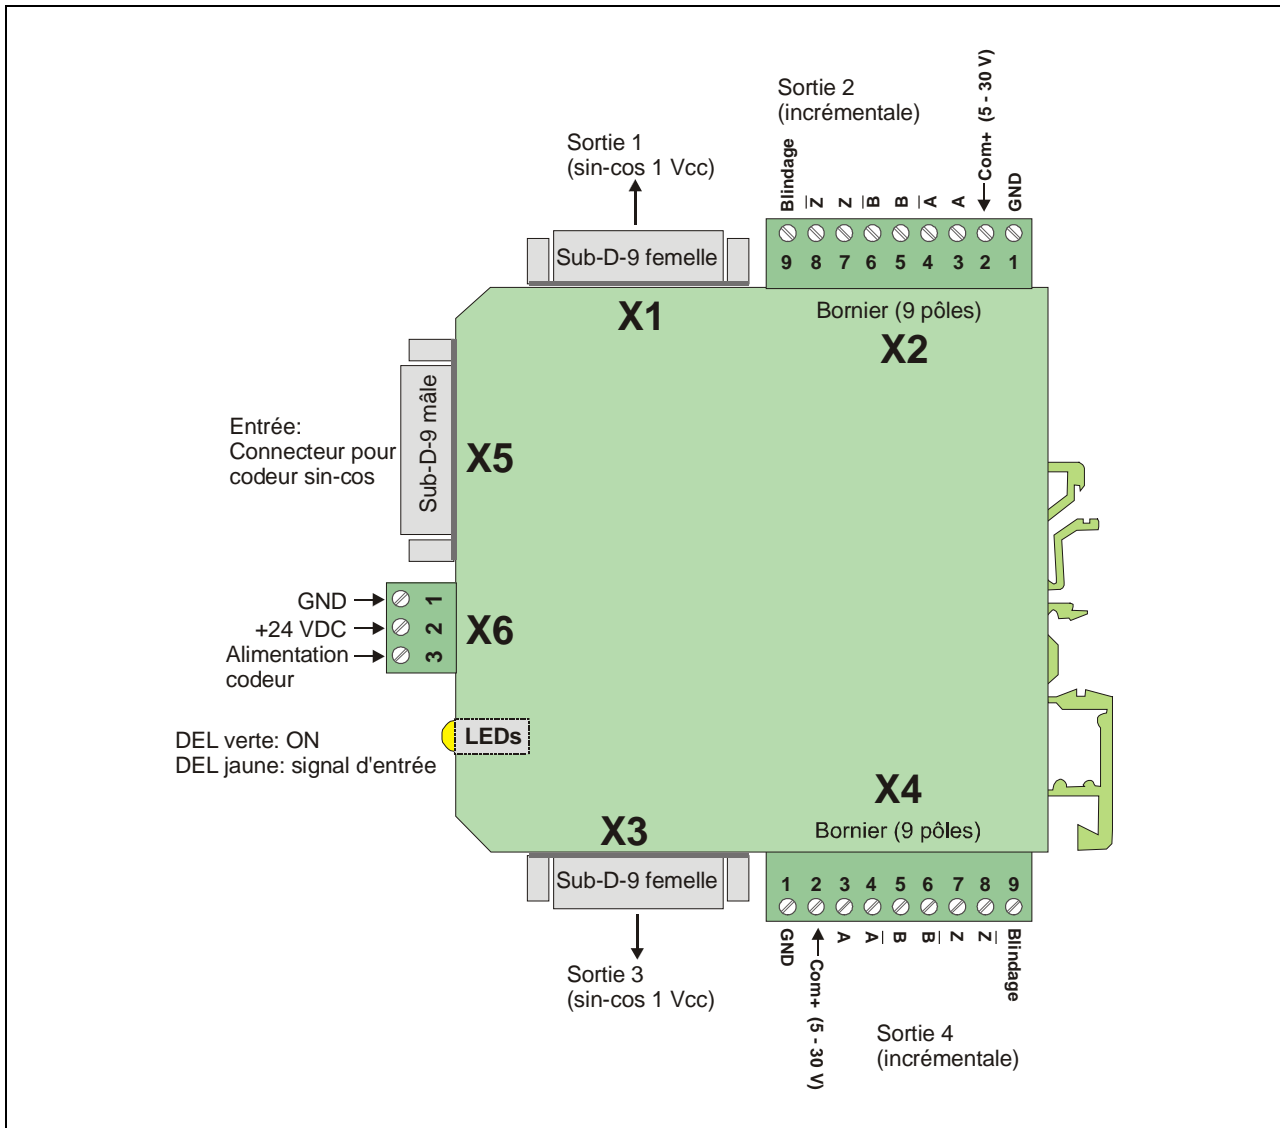 Sortie 2
(incrémentale)
Sortie 1
(sin-cos 1 Vcc)
Blindage
Z̅
Z
B̅
B
A̅
A
Com+ (5 - 30 V)
GND
Sub-D-9 femelle
9 8 7 6 5 4 3 2 1
X1
Bornier (9 pôles)
X2
Sub-D-9 mâle
X5
Entrée:
Connecteur pour
codeur sin-cos
GND
+24 VDC
Alimentation
codeur
1
2
3
X6
LEDs
DEL verte: ON
DEL jaune: signal d'entrée
X4
X3
Bornier (9 pôles)
Sub-D-9 femelle
1 2 3 4 5 6 7 8 9
GND
Com+ (5 - 30 V)
A
A̅
B
B̅
Z
Z̅
Blindage
Sortie 3
(sin-cos 1 Vcc)
Sortie 4
(incrémentale)